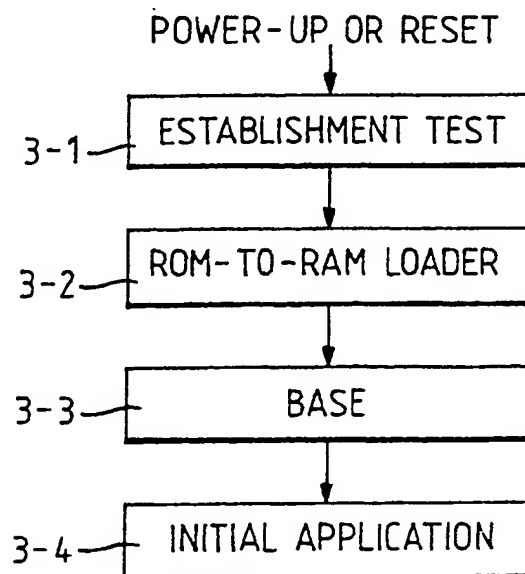 POWER-UP OR RESET
3-1 ESTABLISHMENT TEST
3-2 ROM-TO-RAM LOADER
3-3 BASE
3-4 INITIAL APPLICATION